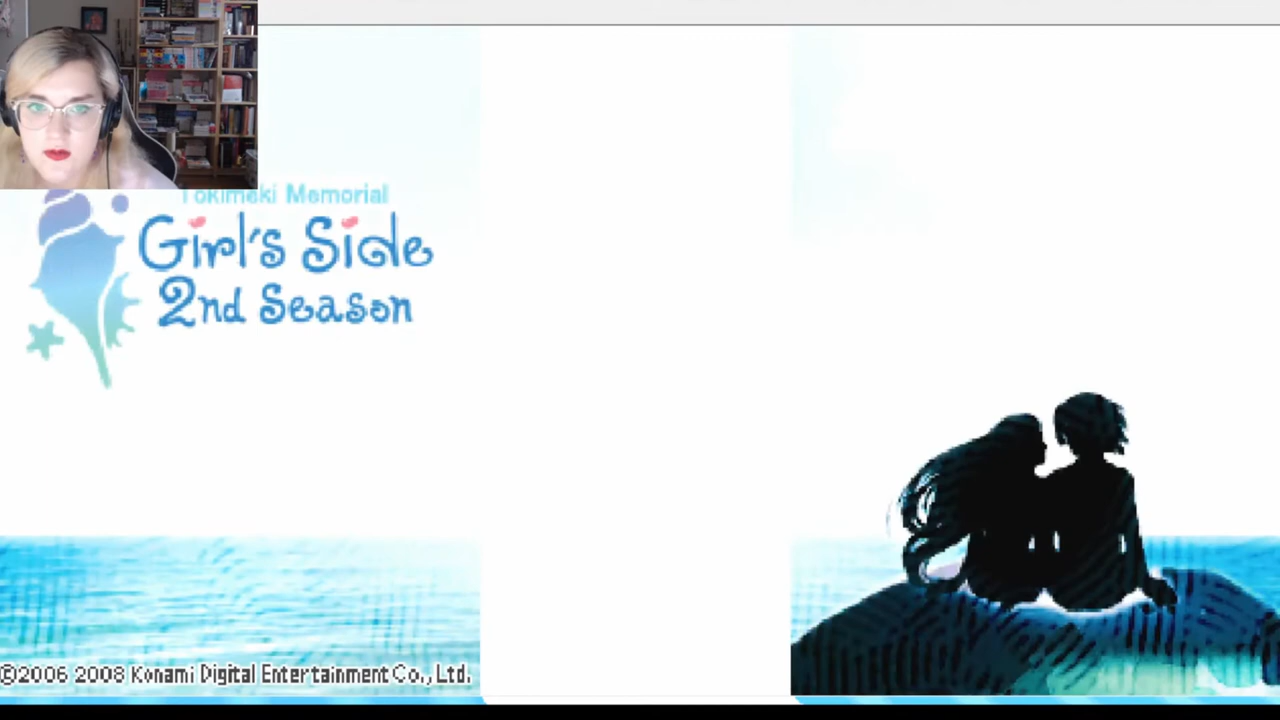 Tokimeki Memorial
Girl's Side
2nd Season
©2006 2008 Konami Digital Entertainment Co., Ltd.